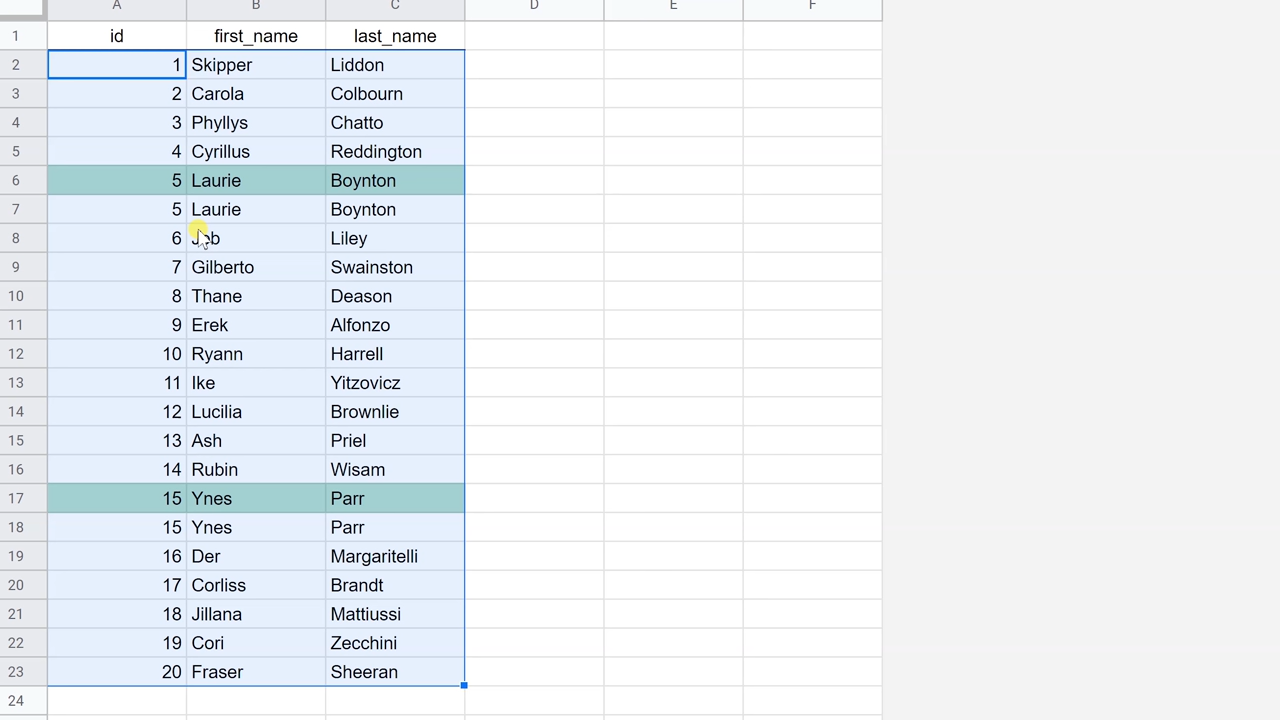 A B C D E F
1 id first_name last_name
2 1 Skipper Liddon
3 2 Carola Colbourn
4 3 Phyllys Chatto
5 4 Cyrillus Reddington
6 5 Laurie Boynton
7 5 Laurie Boynton
8 6 Liley
9 7 Gilberto Swainston
10 8 Thane Deason
11 9 Erek Alfonzo
12 10 Ryann Harrell
13 11 Ike Yitzovicz
14 12 Lucilia Brownlie
15 13 Ash Priel
16 14 Rubin Wisam
17 15 Ynes Parr
18 15 Ynes Parr
19 16 Der Margaritelli
20 17 Corliss Brandt
21 18 Jillana Mattiussi
22 19 Cori Zecchini
23 20 Fraser Sheeran
24